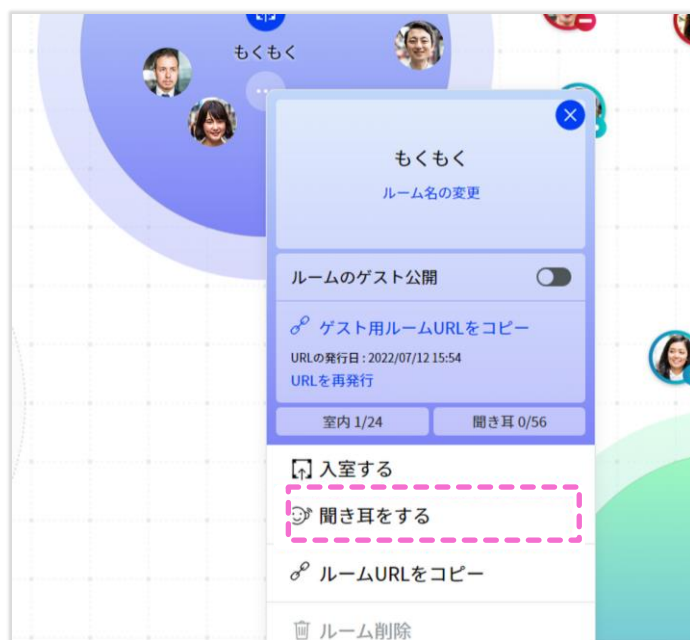 もくもく
もくもく
ルーム名の変更
ルームのゲスト公開
ゲスト用ルームURLをコピー
URLの発行日 : 2022/07/12 15:54
URLを再発行
室内 1/24
聞き耳 0/56
入室する
聞き耳をする
ルームURLをコピー
ルーム削除